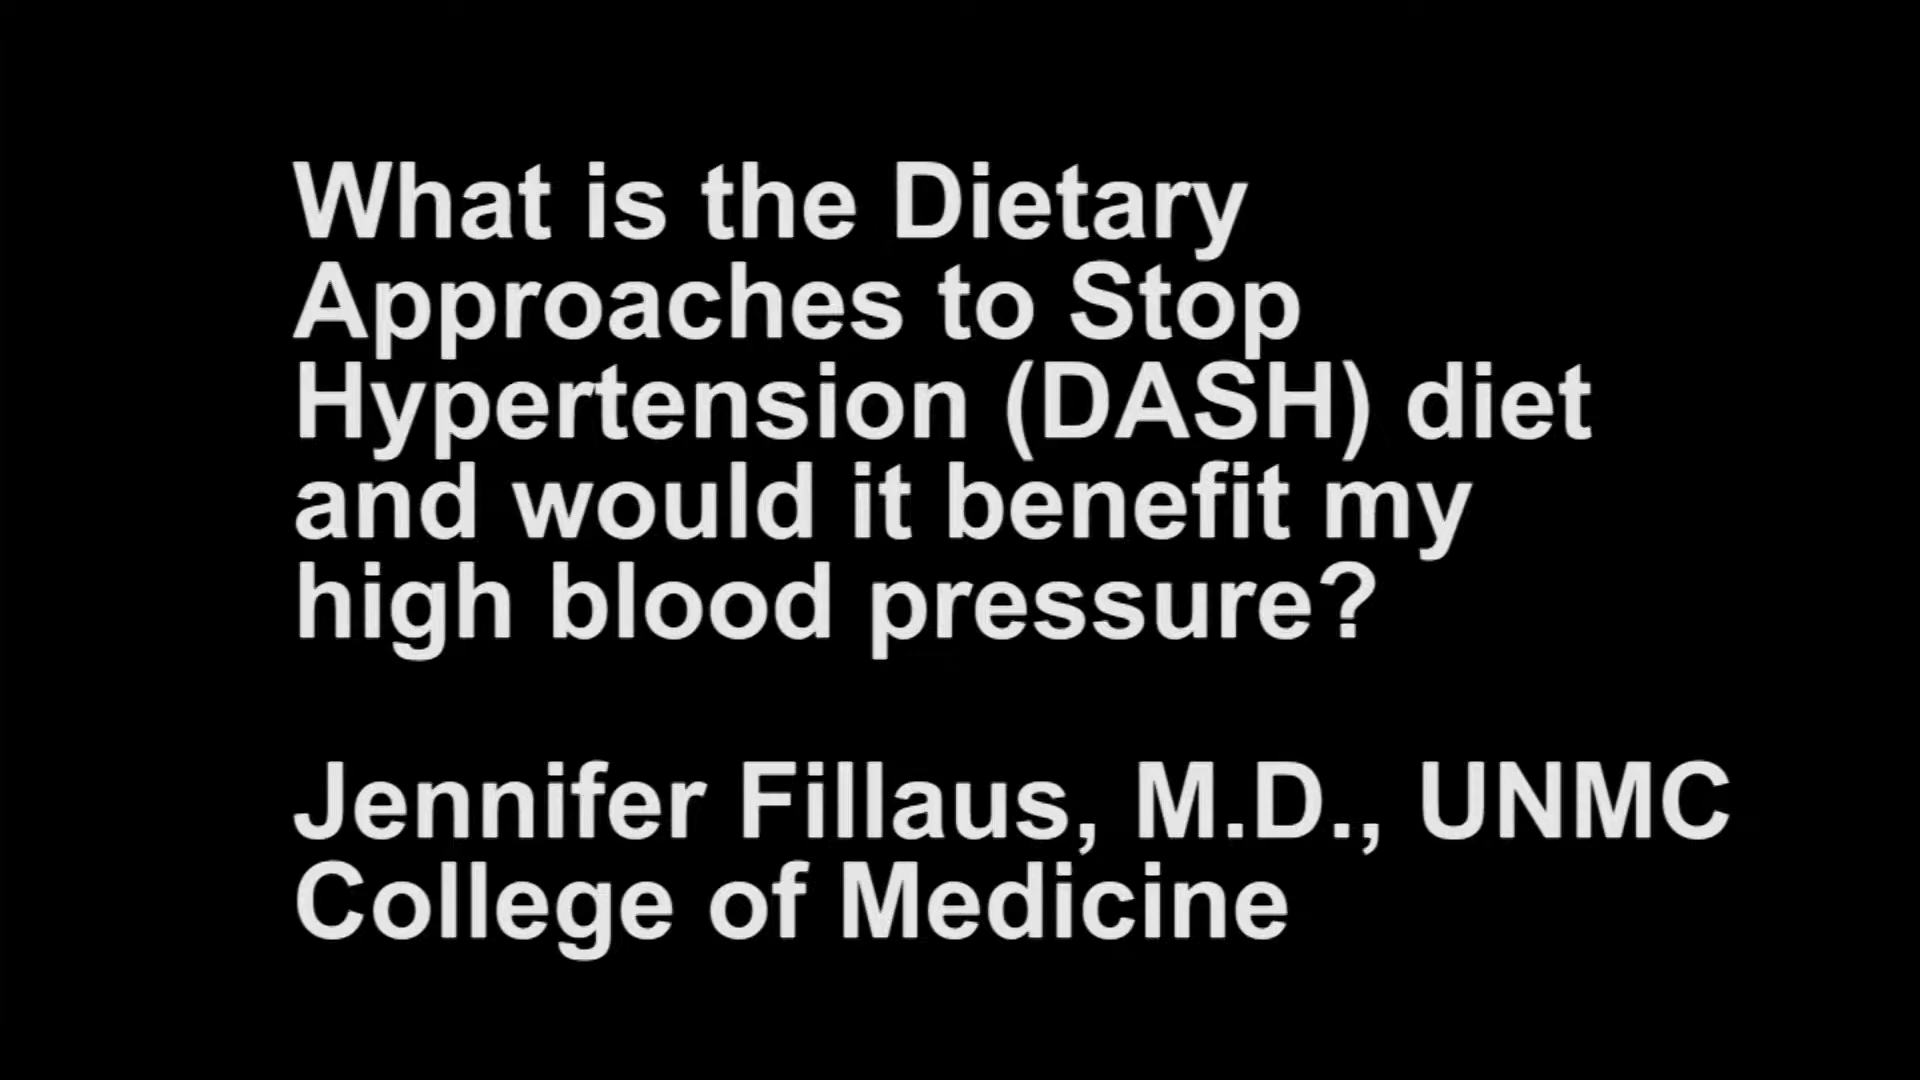 What is the Dietary
Approaches to Stop
Hypertension (DASH) diet
and would it benefit my
high blood pressure?
Jennifer Fillaus, M.D., UNMC
College of Medicine